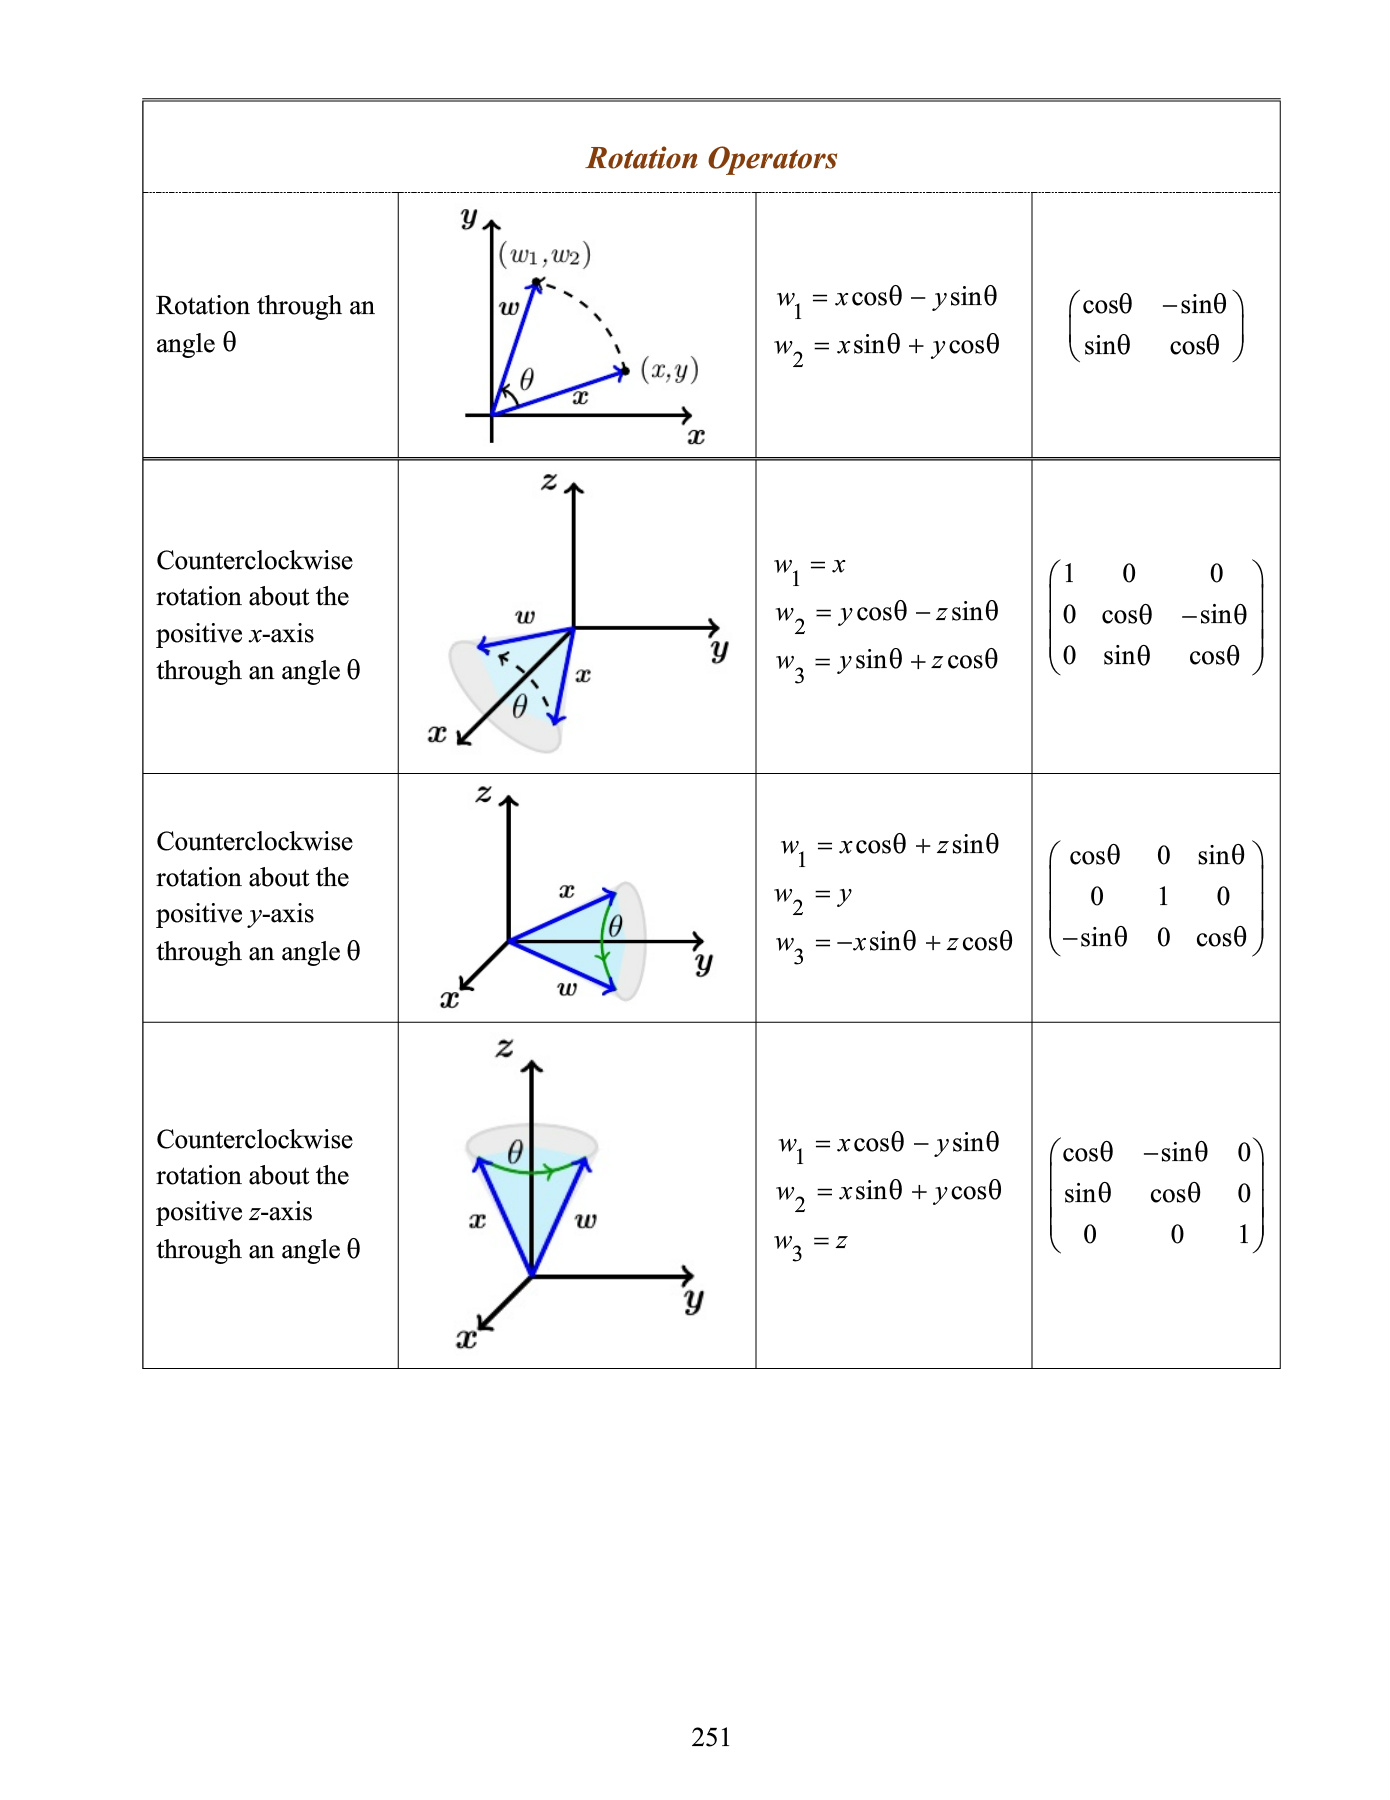 Rotation Operators
Rotation through an
angle θ
y
(w₁,w₂)
w
θ
(x,y)
x
x
w₁ = x cosθ − y sinθ
w₂ = x sinθ + y cosθ
cosθ −sinθ
sinθ cosθ
Counterclockwise
rotation about the
positive x-axis
through an angle θ
z
w
y
x
θ
x
w₁ = x
w₂ = y cosθ − z sinθ
w₃ = y sinθ + z cosθ
1 0 0
0 cosθ −sinθ
0 sinθ cosθ
Counterclockwise
rotation about the
positive y-axis
through an angle θ
z
x
θ
y
w
x
w₁ = x cosθ + z sinθ
w₂ = y
w₃ = −x sinθ + z cosθ
cosθ 0 sinθ
0 1 0
−sinθ 0 cosθ
Counterclockwise
rotation about the
positive z-axis
through an angle θ
z
θ
x w
y
x
w₁ = x cosθ − y sinθ
w₂ = x sinθ + y cosθ
w₃ = z
cosθ −sinθ 0
sinθ cosθ 0
0 0 1
251